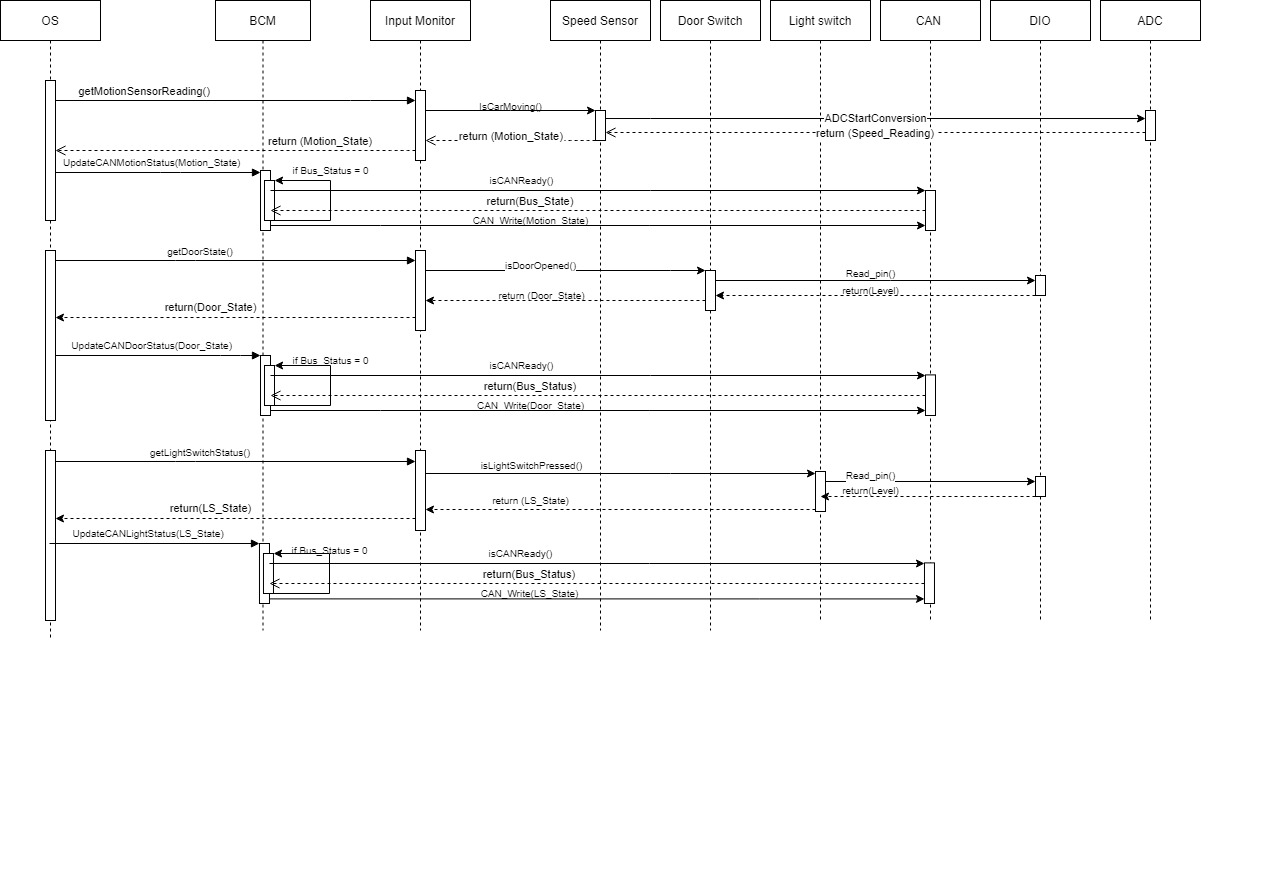 OS
BCM
Input Monitor
Speed Sensor
Door Switch
Light switch
CAN
DIO
ADC
getMotionSensorReading()
IsCarMoving()
ADCStartConversion
return (Speed_Reading)
return (Motion_State)
return (Motion_State)
UpdateCANMotionStatus(Motion_State)
if Bus_Status = 0
isCANReady()
return(Bus_State)
CAN_Write(Motion_State)
getDoorState()
isDoorOpened()
Read_pin()
return(Level)
return (Door_State)
return(Door_State)
UpdateCANDoorStatus(Door_State)
if Bus_Status = 0
isCANReady()
return(Bus_Status)
CAN_Write(Door_State)
getLightSwitchStatus()
isLightSwitchPressed()
Read_pin()
return(Level)
return (LS_State)
return(LS_State)
UpdateCANLightStatus(LS_State)
if Bus_Status = 0
isCANReady()
return(Bus_Status)
CAN_Write(LS_State)